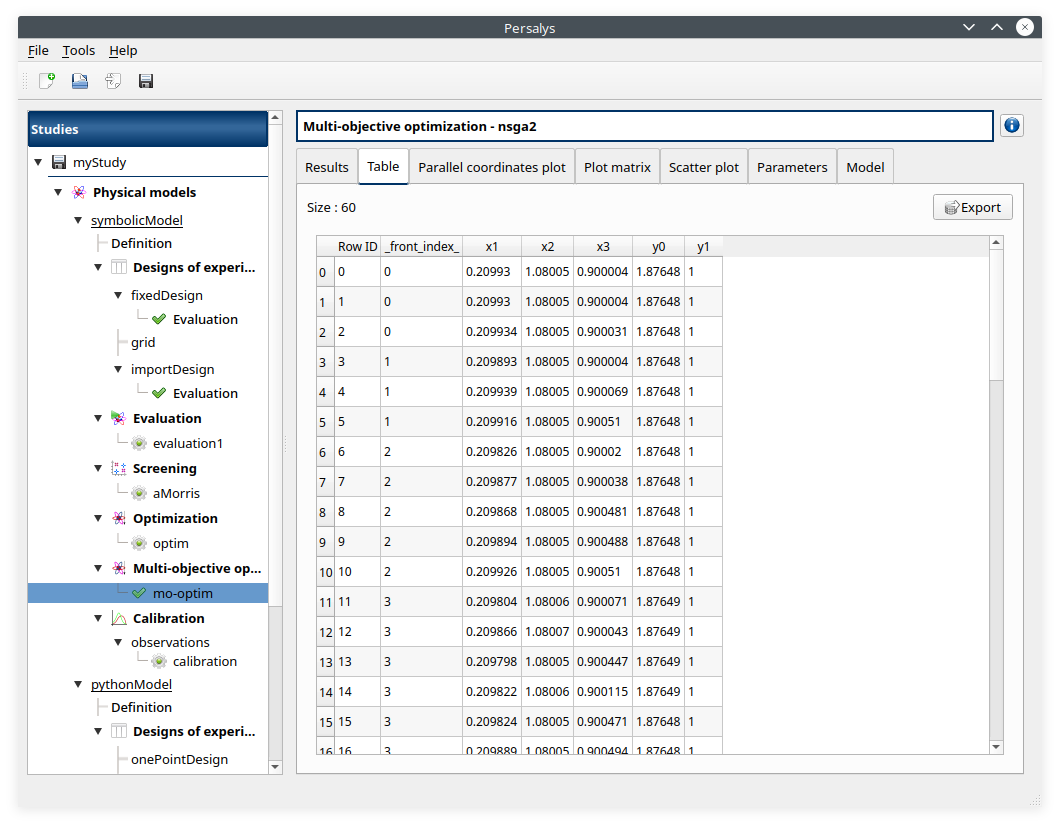 Persalys
File Tools Help
Studies
myStudy
Physical models
symbolicModel
Definition
Designs of experi...
fixedDesign
Evaluation
grid
importDesign
Evaluation
Evaluation
evaluation1
Screening
aMorris
Optimization
optim
Multi-objective op...
mo-optim
Calibration
observations
calibration
pythonModel
Definition
Designs of experi...
onePointDesign
Multi-objective optimization - nsga2
Results Table Parallel coordinates plot Plot matrix Scatter plot Parameters Model
Size : 60 Export
Row ID _front_index_ x1 x2 x3 y0 y1
0 0 0 0.20993 1.08005 0.900004 1.87648 1
1 1 0 0.20993 1.08005 0.900004 1.87648 1
2 2 0 0.209934 1.08005 0.900031 1.87648 1
3 3 1 0.209893 1.08005 0.900004 1.87648 1
4 4 1 0.209939 1.08005 0.900069 1.87648 1
5 5 1 0.209916 1.08005 0.90051 1.87648 1
6 6 2 0.209826 1.08005 0.90002 1.87648 1
7 7 2 0.209877 1.08005 0.900038 1.87648 1
8 8 2 0.209868 1.08005 0.900481 1.87648 1
9 9 2 0.209894 1.08005 0.900488 1.87648 1
10 10 2 0.209926 1.08005 0.90051 1.87648 1
11 11 3 0.209804 1.08006 0.900071 1.87649 1
12 12 3 0.209866 1.08007 0.900043 1.87649 1
13 13 3 0.209798 1.08005 0.900447 1.87649 1
14 14 3 0.209822 1.08006 0.900115 1.87649 1
15 15 3 0.209824 1.08005 0.900471 1.87648 1
16 16 3 0.209889 1.08005 0.900494 1.87648 1